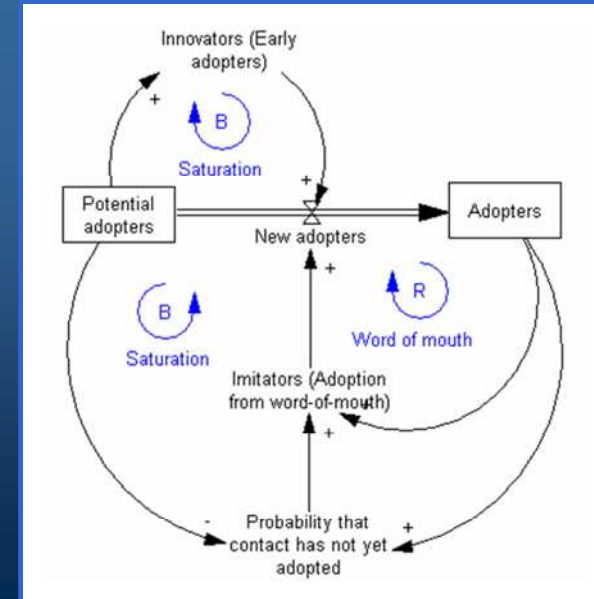 Innovators (Early
adopters)
+
B
Saturation
+
Potential
adopters
Adopters
New adopters
+
B
Saturation
R
Word of mouth
Imitators (Adoption
from word-of-mouth)
+
+
-
Probability that
contact has not yet
adopted
+